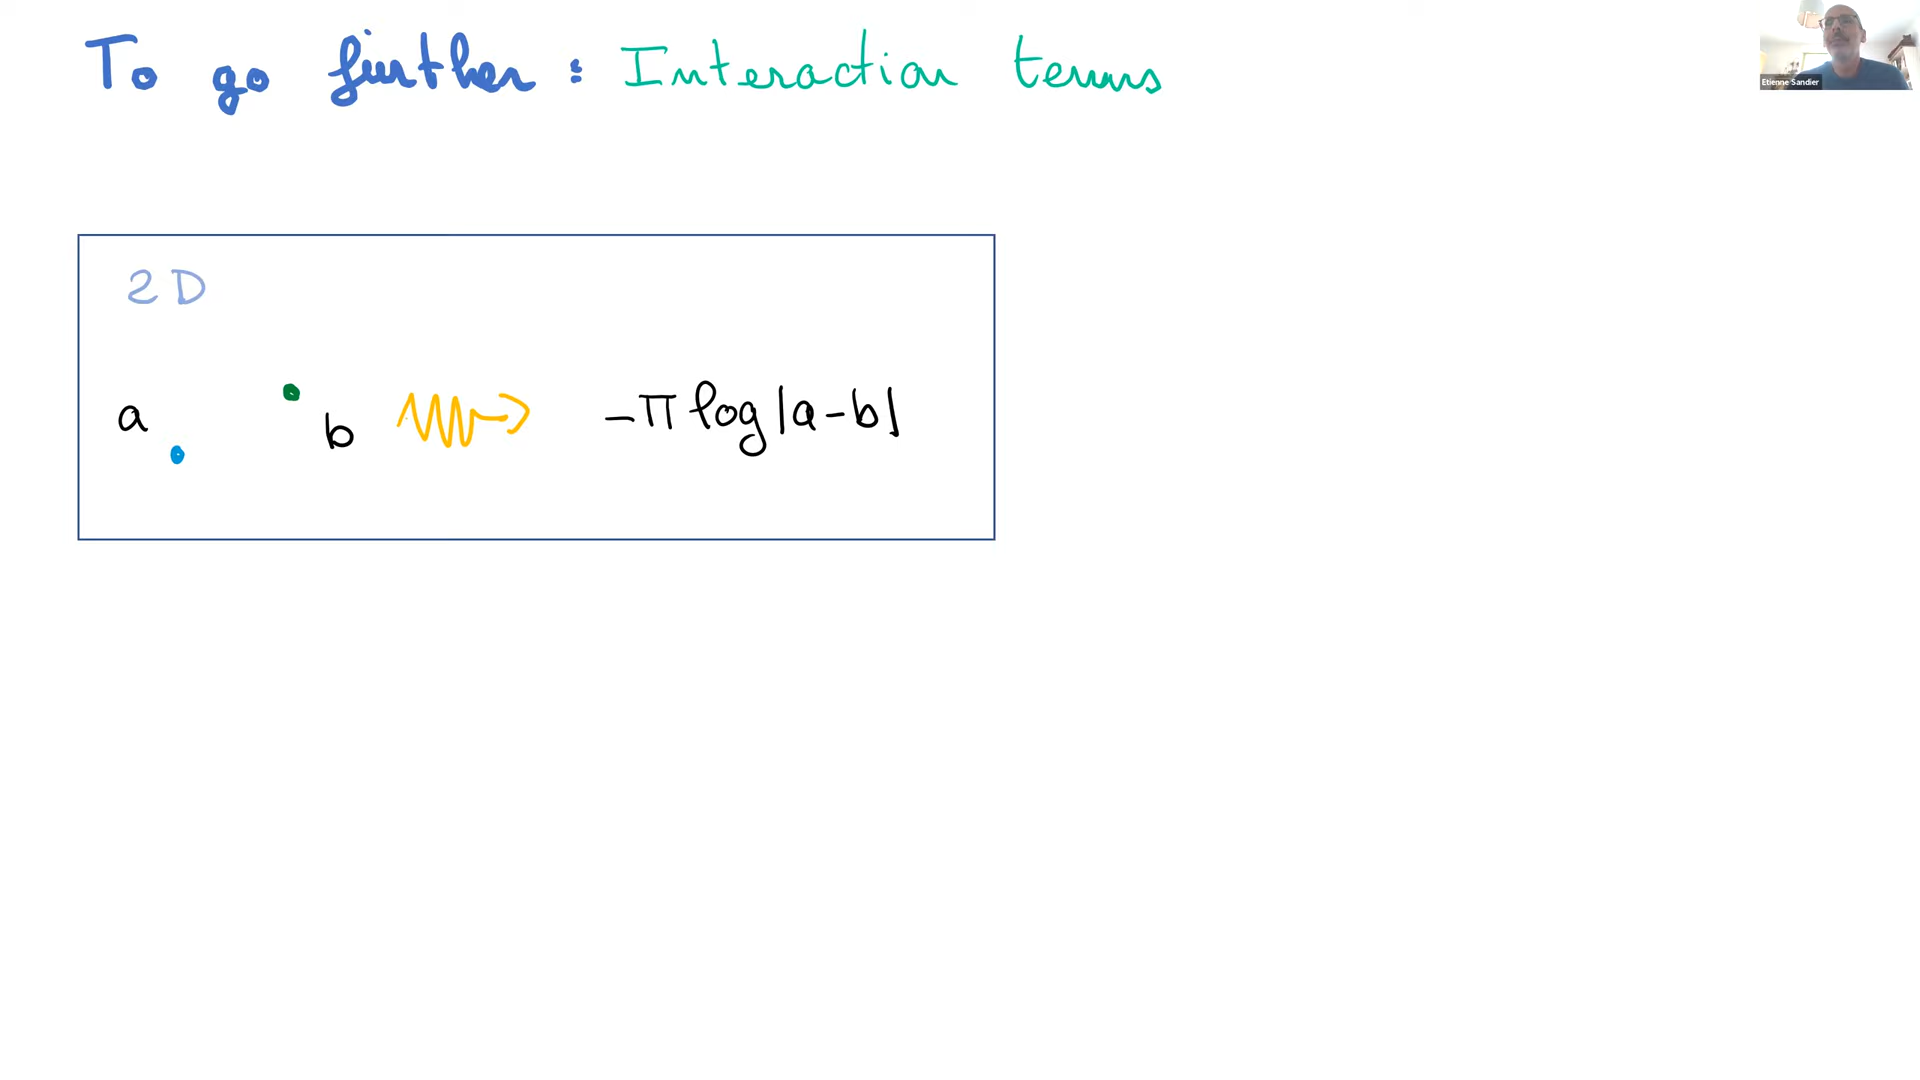 To go further : Interaction terms
Etienne Sandier
2D
a b -π log|a-b|